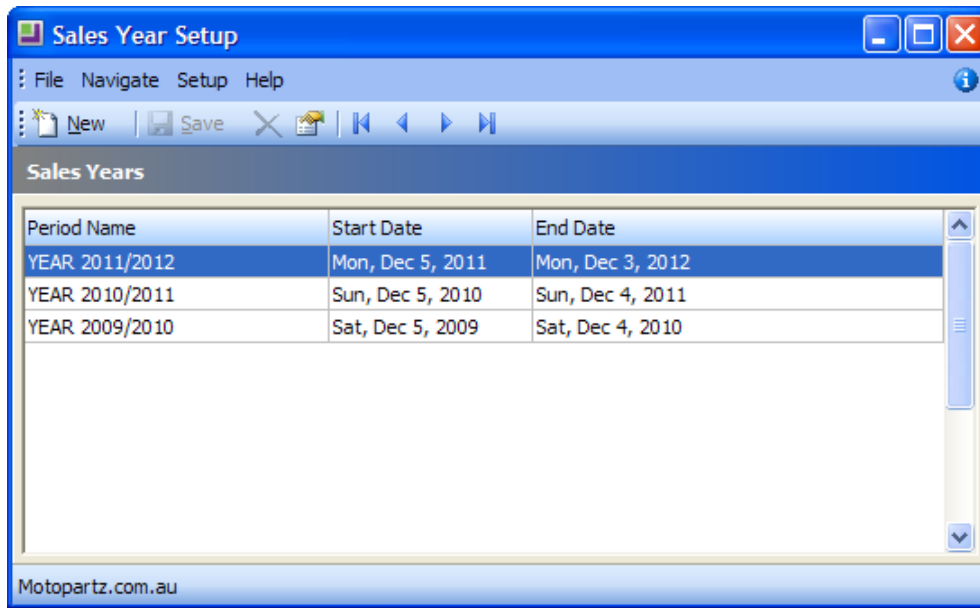 Sales Year Setup
File Navigate Setup Help
New Save
Sales Years
Period Name Start Date End Date
YEAR 2011/2012 Mon, Dec 5, 2011 Mon, Dec 3, 2012
YEAR 2010/2011 Sun, Dec 5, 2010 Sun, Dec 4, 2011
YEAR 2009/2010 Sat, Dec 5, 2009 Sat, Dec 4, 2010
Motopartz.com.au